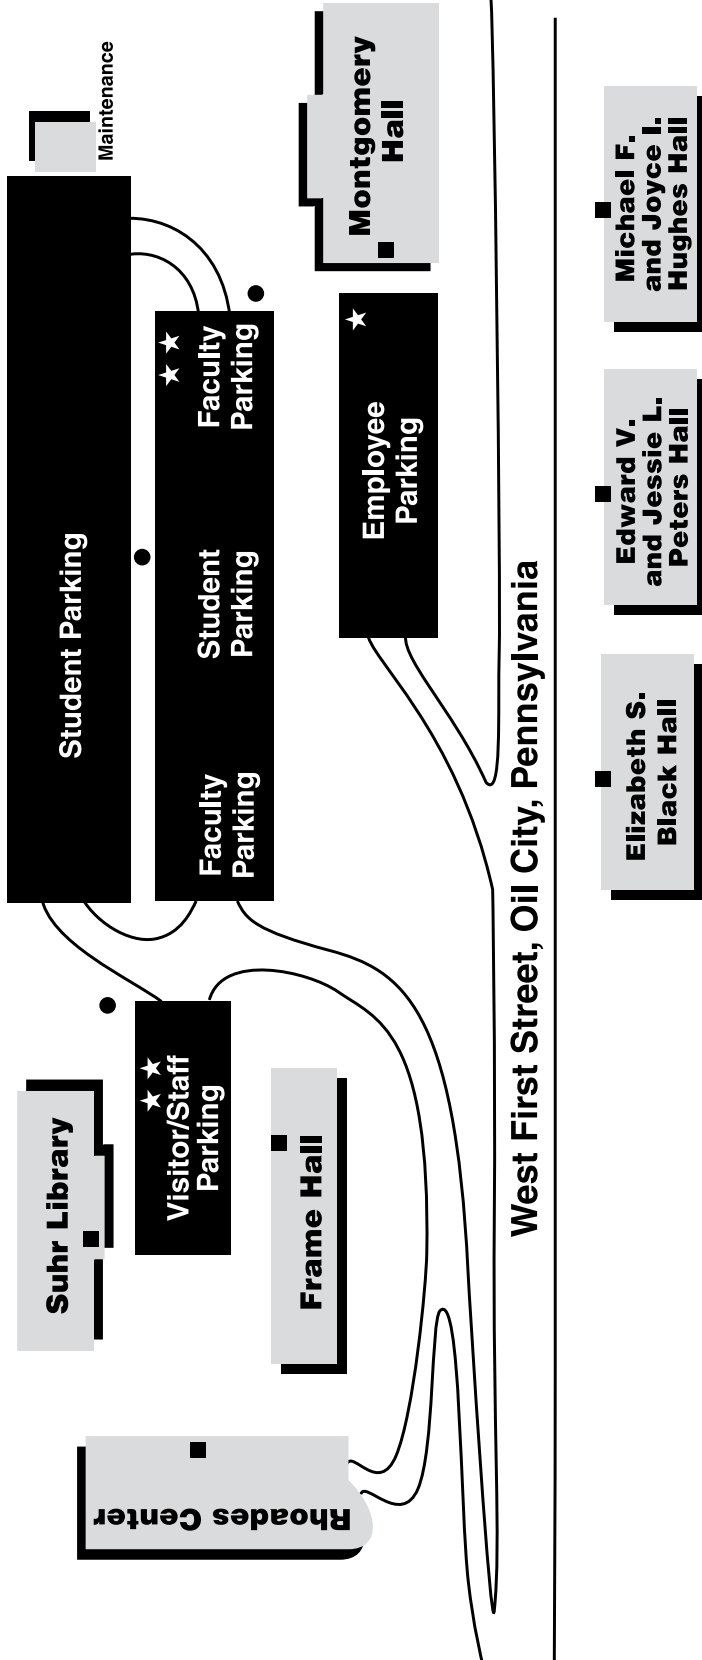 Maintenance
Montgomery
Hall
Michael F.
and Joyce I.
Hughes Hall
Student Parking
Faculty
Parking
Student
Parking
Faculty
Parking
Employee
Parking
Edward V.
and Jessie L.
Peters Hall
Elizabeth S.
Black Hall
West First Street, Oil City, Pennsylvania
Suhr Library
Visitor/Staff
Parking
Frame Hall
Rhoades Center